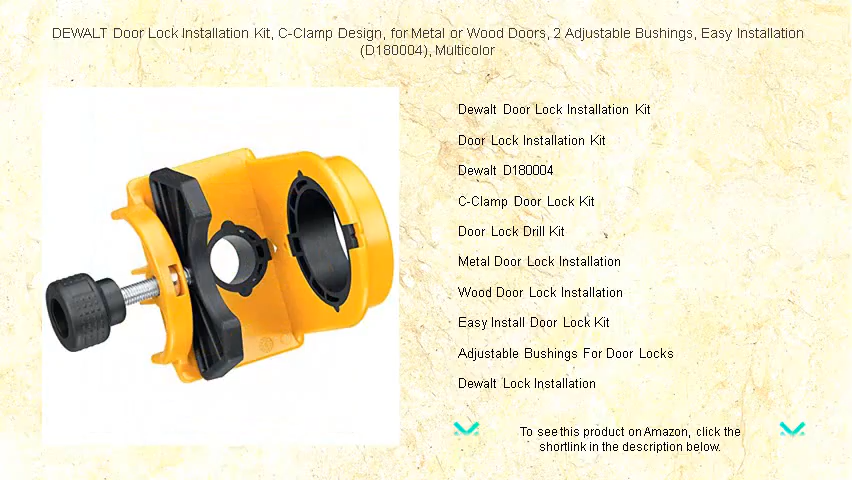 DEWALT Door Lock Installation Kit, C-Clamp Design, for Metal or Wood Doors, 2 Adjustable Bushings, Easy Installation
(D180004), Multicolor
Dewalt Door Lock Installation Kit
Door Lock Installation Kit
Dewalt D180004
C-Clamp Door Lock Kit
Door Lock Drill Kit
Metal Door Lock Installation
Wood Door Lock Installation
Easy Install Door Lock Kit
Adjustable Bushings For Door Locks
Dewalt Lock Installation
To see this product on Amazon, click the
shortlink in the description below.